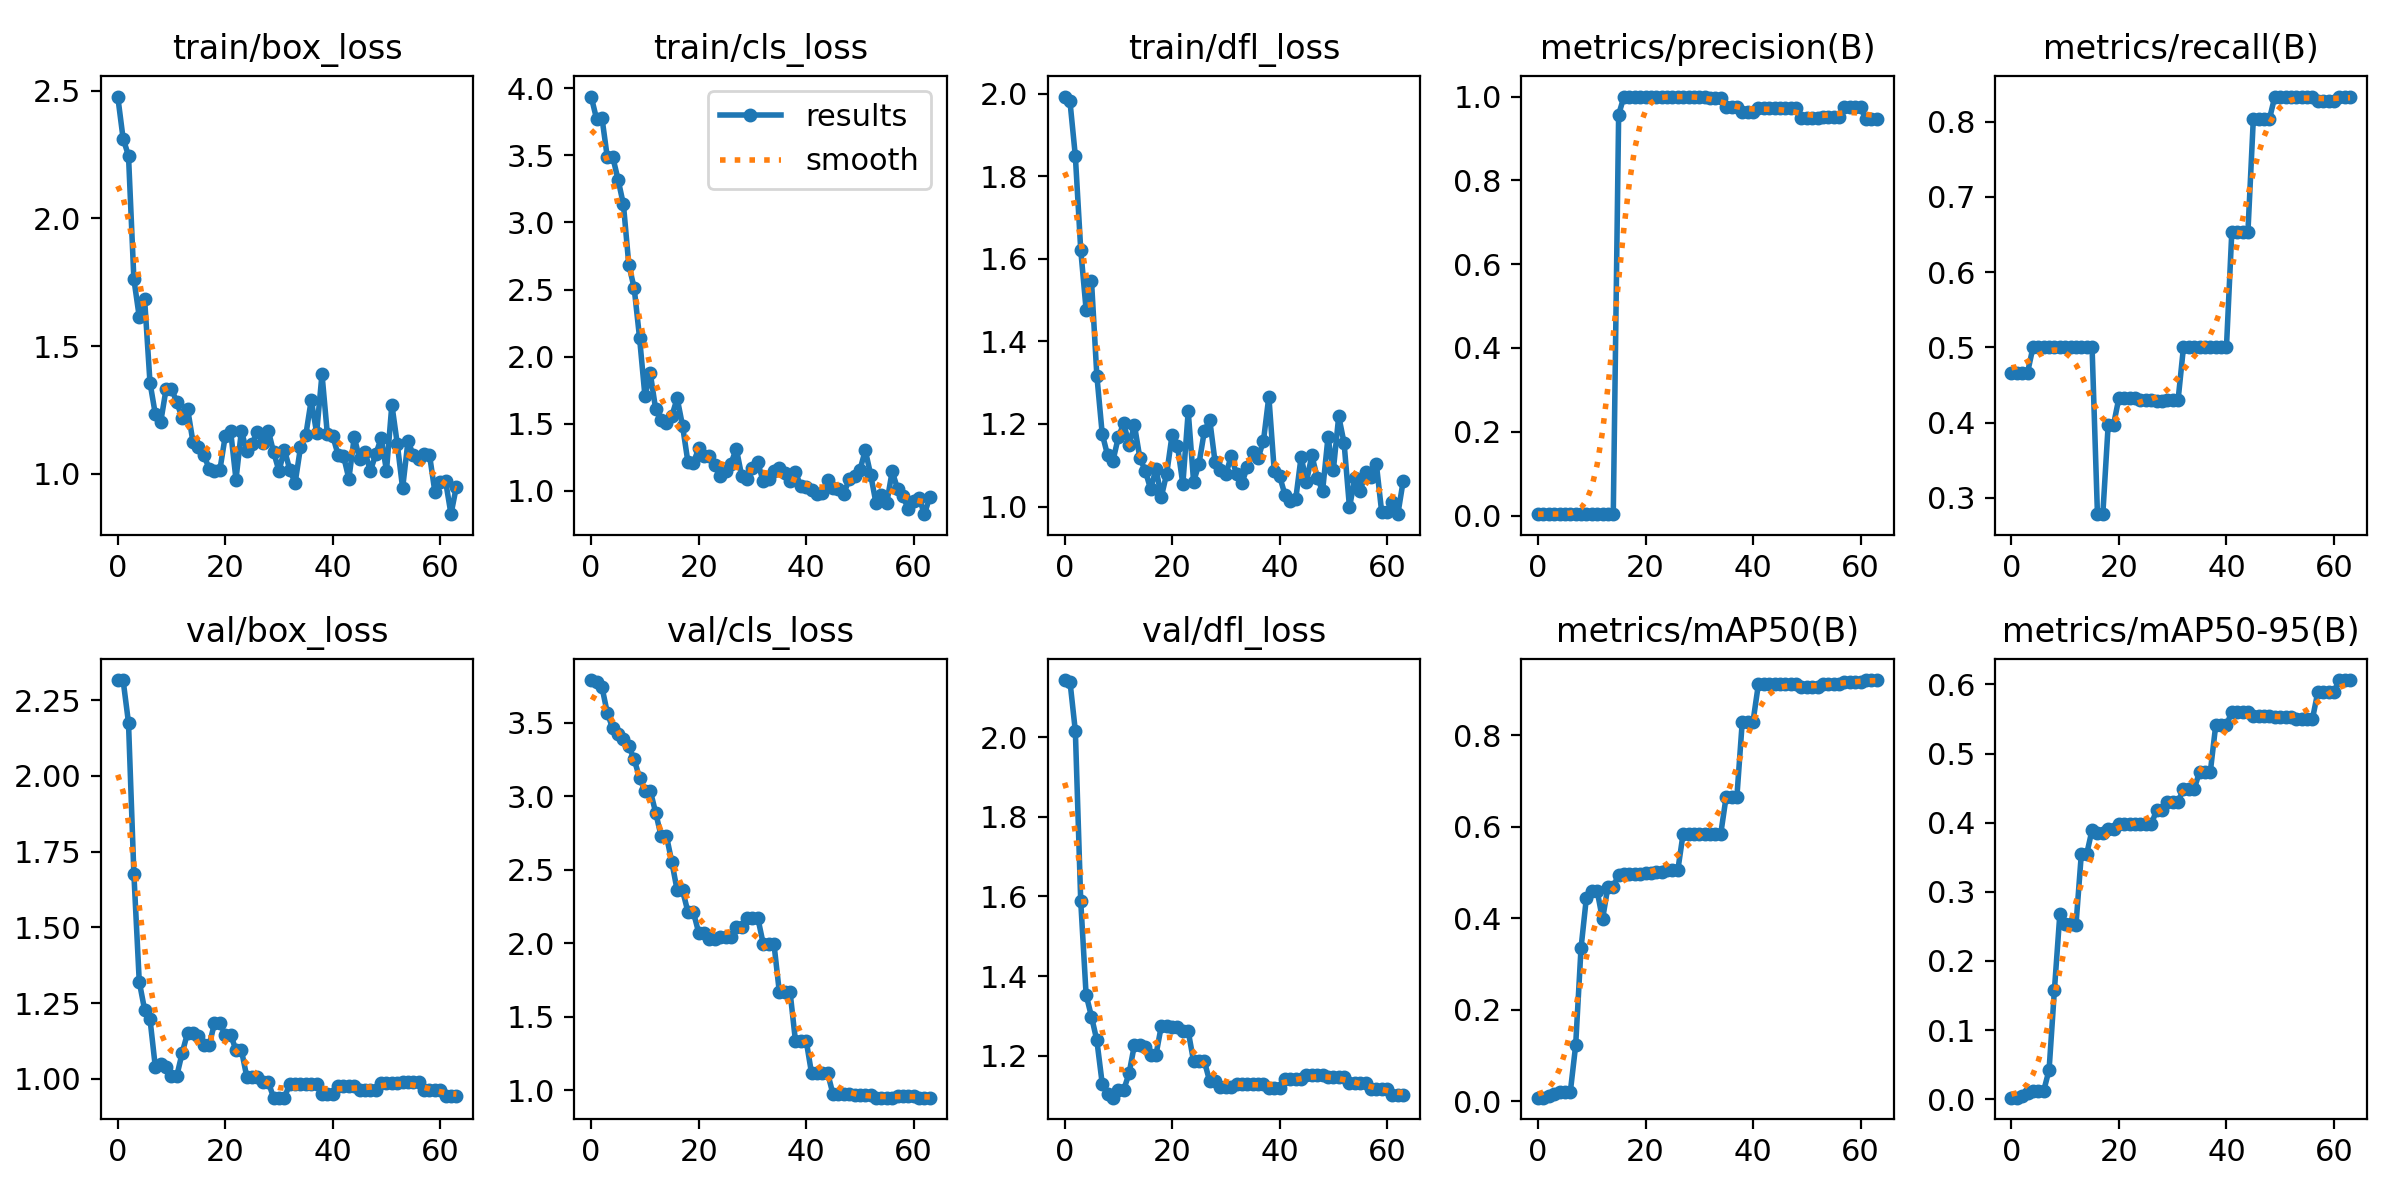 train/box_loss
2.5
2.0
1.5
1.0
0 20 40 60
train/cls_loss
4.0
3.5
3.0
2.5
2.0
1.5
1.0
results
smooth
0 20 40 60
train/dfl_loss
2.0
1.8
1.6
1.4
1.2
1.0
0 20 40 60
metrics/precision(B)
1.0
0.8
0.6
0.4
0.2
0.0
0 20 40 60
metrics/recall(B)
0.8
0.7
0.6
0.5
0.4
0.3
0 20 40 60
val/box_loss
2.25
2.00
1.75
1.50
1.25
1.00
0 20 40 60
val/cls_loss
3.5
3.0
2.5
2.0
1.5
1.0
0 20 40 60
val/dfl_loss
2.0
1.8
1.6
1.4
1.2
0 20 40 60
metrics/mAP50(B)
0.8
0.6
0.4
0.2
0.0
0 20 40 60
metrics/mAP50-95(B)
0.6
0.5
0.4
0.3
0.2
0.1
0.0
0 20 40 60